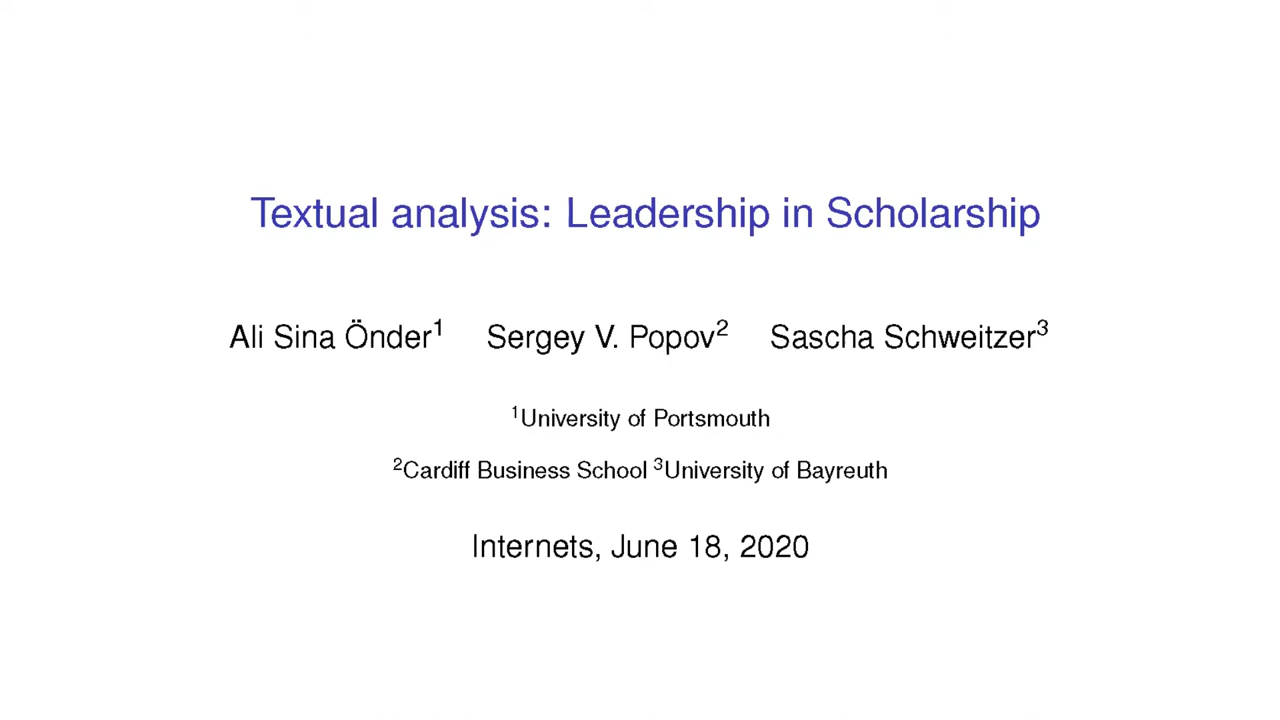 Textual analysis: Leadership in Scholarship
Ali Sina Önder¹ Sergey V. Popov² Sascha Schweitzer³
¹University of Portsmouth
²Cardiff Business School ³University of Bayreuth
Internets, June 18, 2020